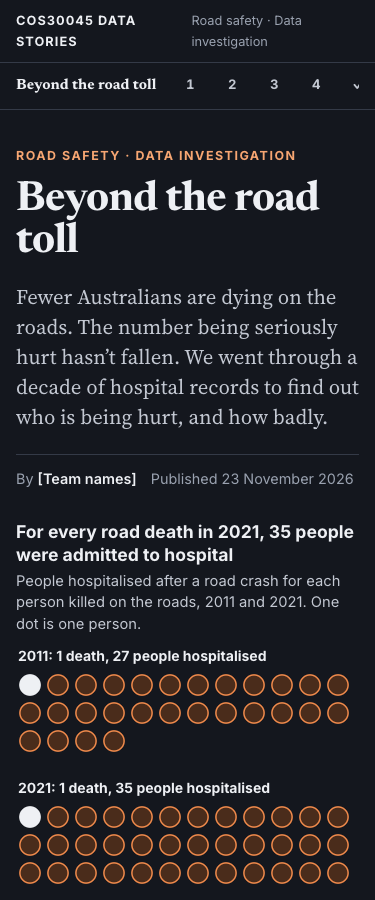 COS30045 DATA STORIES
Road safety · Data investigation
Beyond the road toll 1 2 3 4
ROAD SAFETY · DATA INVESTIGATION
Beyond the road
toll
Fewer Australians are dying on the
roads. The number being seriously
hurt hasn’t fallen. We went through a
decade of hospital records to find out
who is being hurt, and how badly.
By [Team names] Published 23 November 2026
For every road death in 2021, 35 people
were admitted to hospital
People hospitalised after a road crash for each
person killed on the roads, 2011 and 2021. One
dot is one person.
2011: 1 death, 27 people hospitalised
2021: 1 death, 35 people hospitalised